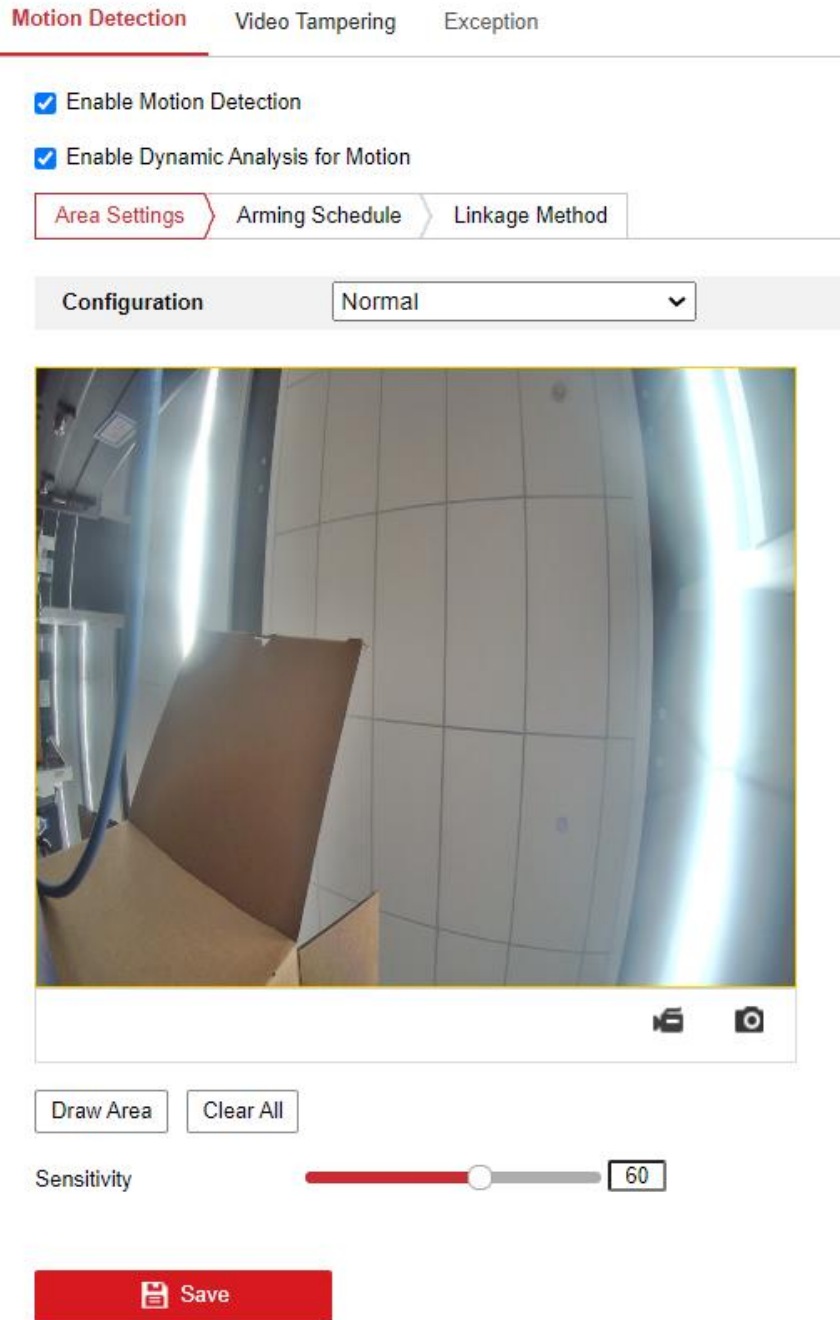 Motion Detection Video Tampering Exception
Enable Motion Detection
Enable Dynamic Analysis for Motion
Area Settings Arming Schedule Linkage Method
Configuration Normal
Draw Area Clear All
Sensitivity 60
Save